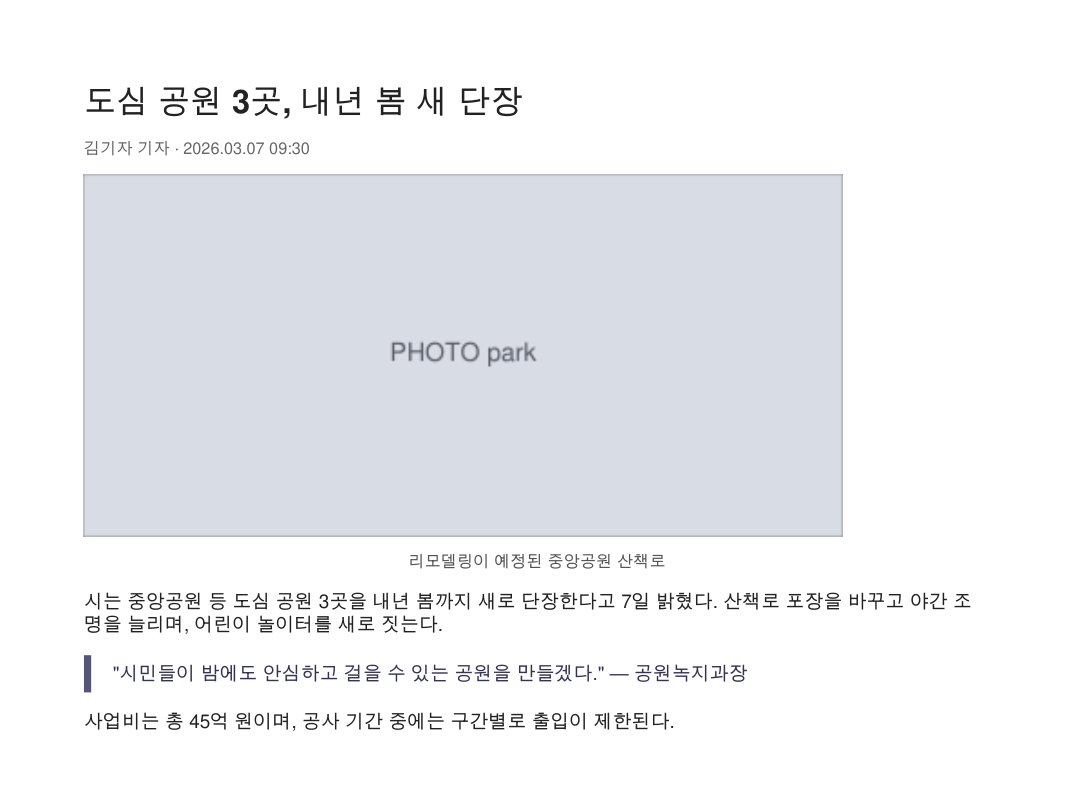 도심 공원 3곳, 내년 봄 새 단장
김기자 기자 · 2026.03.07 09:30
PHOTO park
리모델링이 예정된 중앙공원 산책로
시는 중앙공원 등 도심 공원 3곳을 내년 봄까지 새로 단장한다고 7일 밝혔다. 산책로 포장을 바꾸고 야간 조
명을 늘리며, 어린이 놀이터를 새로 짓는다.
"시민들이 밤에도 안심하고 걸을 수 있는 공원을 만들겠다." — 공원녹지과장
사업비는 총 45억 원이며, 공사 기간 중에는 구간별로 출입이 제한된다.